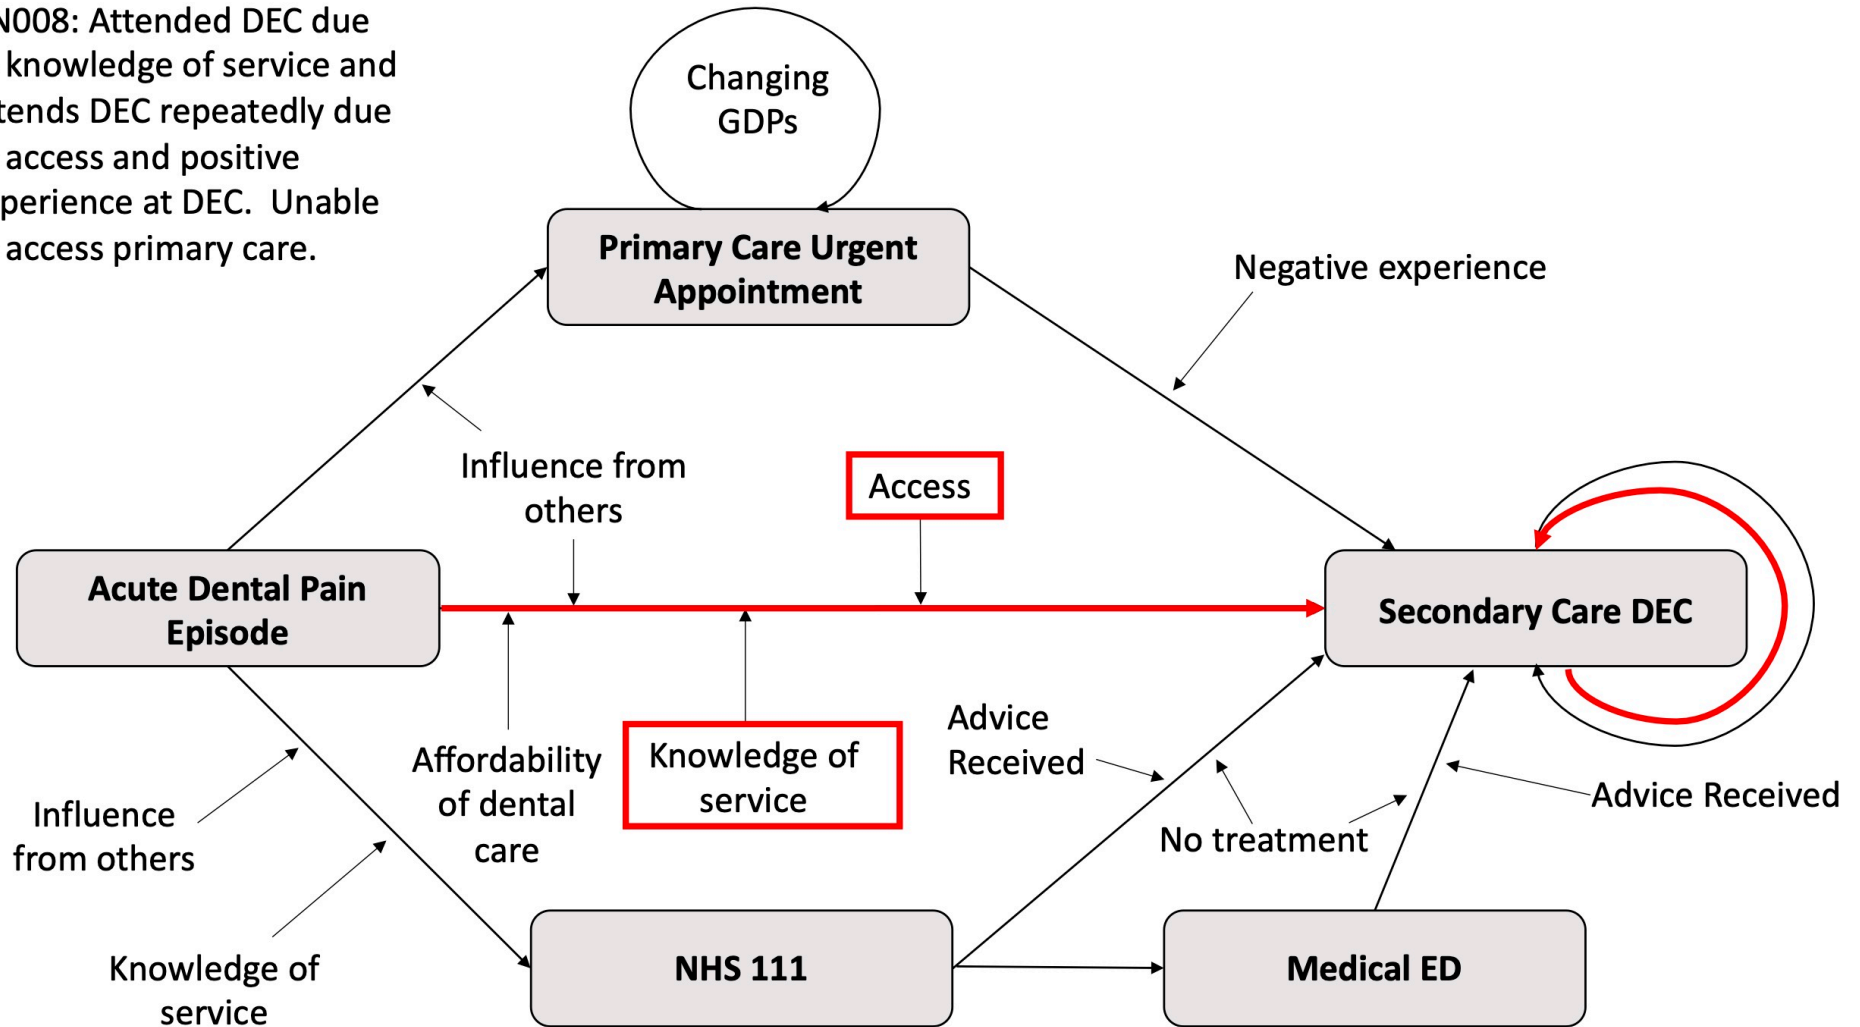 N008: Attended DEC due
knowledge of service and
tends DEC repeatedly due
access and positive
perience at DEC.  Unable
access primary care.
Changing
GDPs
Primary Care Urgent
Appointment
Negative experience
Influence from
others
Access
Acute Dental Pain
Episode
Secondary Care DEC
Affordability
of dental
care
Knowledge of
service
Advice
Received
No treatment
Advice Received
Influence
from others
Knowledge of
service
NHS 111
Medical ED